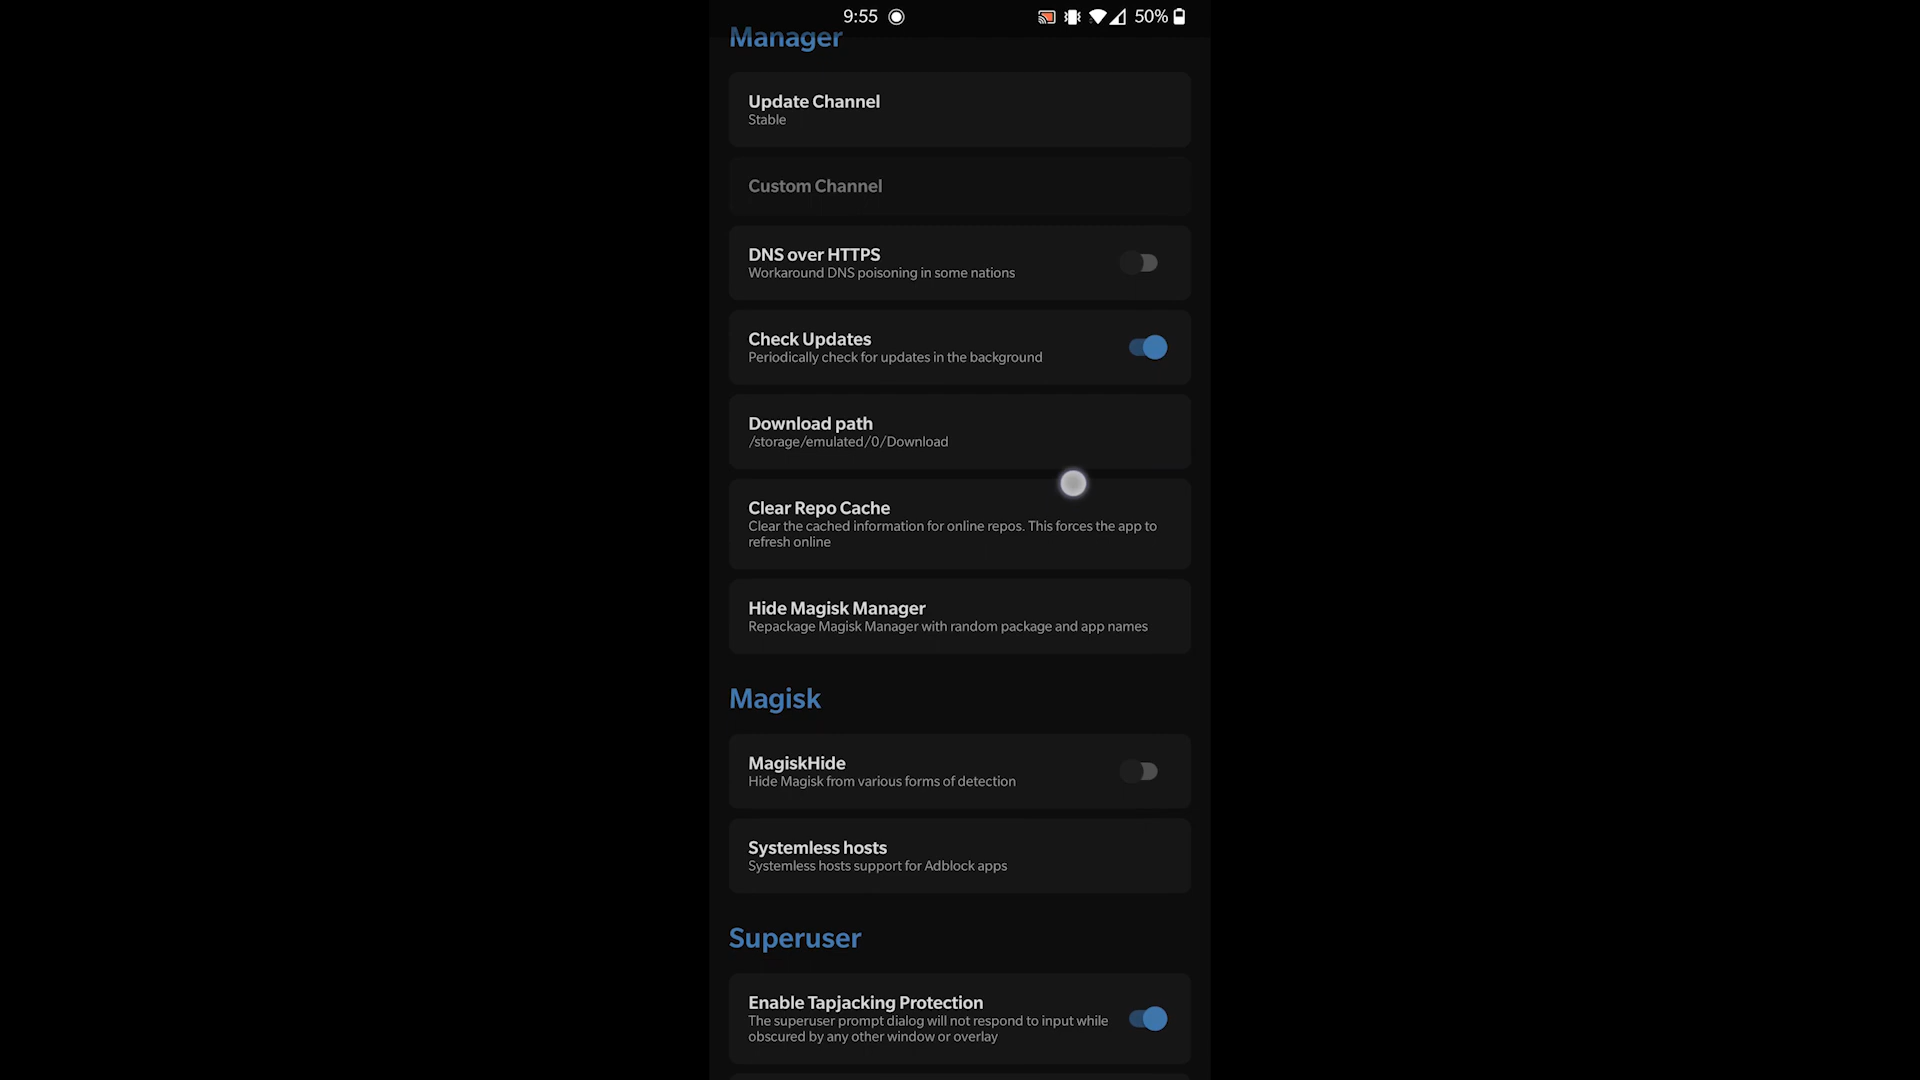 9:55
50%
Manager
Update Channel
Stable
Custom Channel
DNS over HTTPS
Workaround DNS poisoning in some nations
Check Updates
Periodically check for updates in the background
Download path
/storage/emulated/0/Download
Clear Repo Cache
Clear the cached information for online repos. This forces the app to
refresh online
Hide Magisk Manager
Repackage Magisk Manager with random package and app names
Magisk
MagiskHide
Hide Magisk from various forms of detection
Systemless hosts
Systemless hosts support for Adblock apps
Superuser
Enable Tapjacking Protection
The superuser prompt dialog will not respond to input while
obscured by any other window or overlay